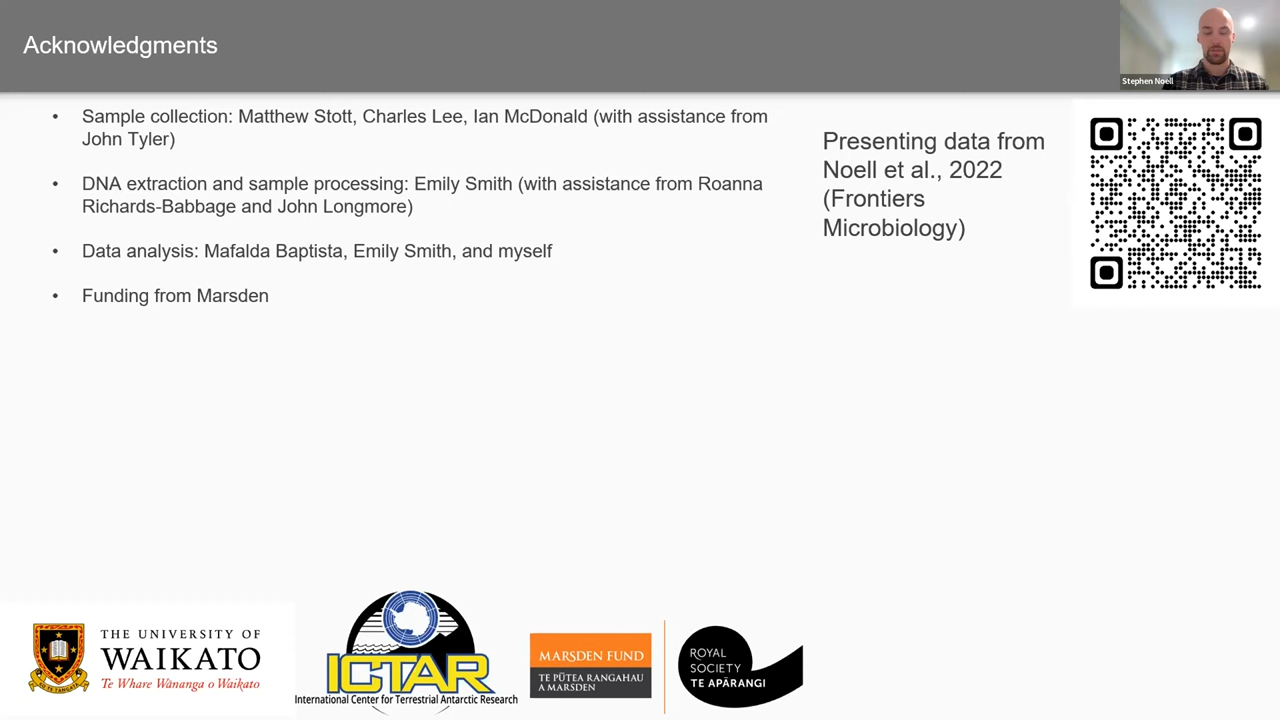 Acknowledgments
Stephen Noell
• Sample collection: Matthew Stott, Charles Lee, Ian McDonald (with assistance from
John Tyler)
• DNA extraction and sample processing: Emily Smith (with assistance from Roanna
Richards-Babbage and John Longmore)
• Data analysis: Mafalda Baptista, Emily Smith, and myself
• Funding from Marsden
Presenting data from
Noell et al., 2022
(Frontiers
Microbiology)
THE UNIVERSITY OF
WAIKATO
Te Whare Wānanga o Waikato
ICTAR
International Center for Terrestrial Antarctic Research
MARSDEN FUND
TE PŪTEA RANGAHAU
A MARSDEN
ROYAL
SOCIETY
TE APĀRANGI